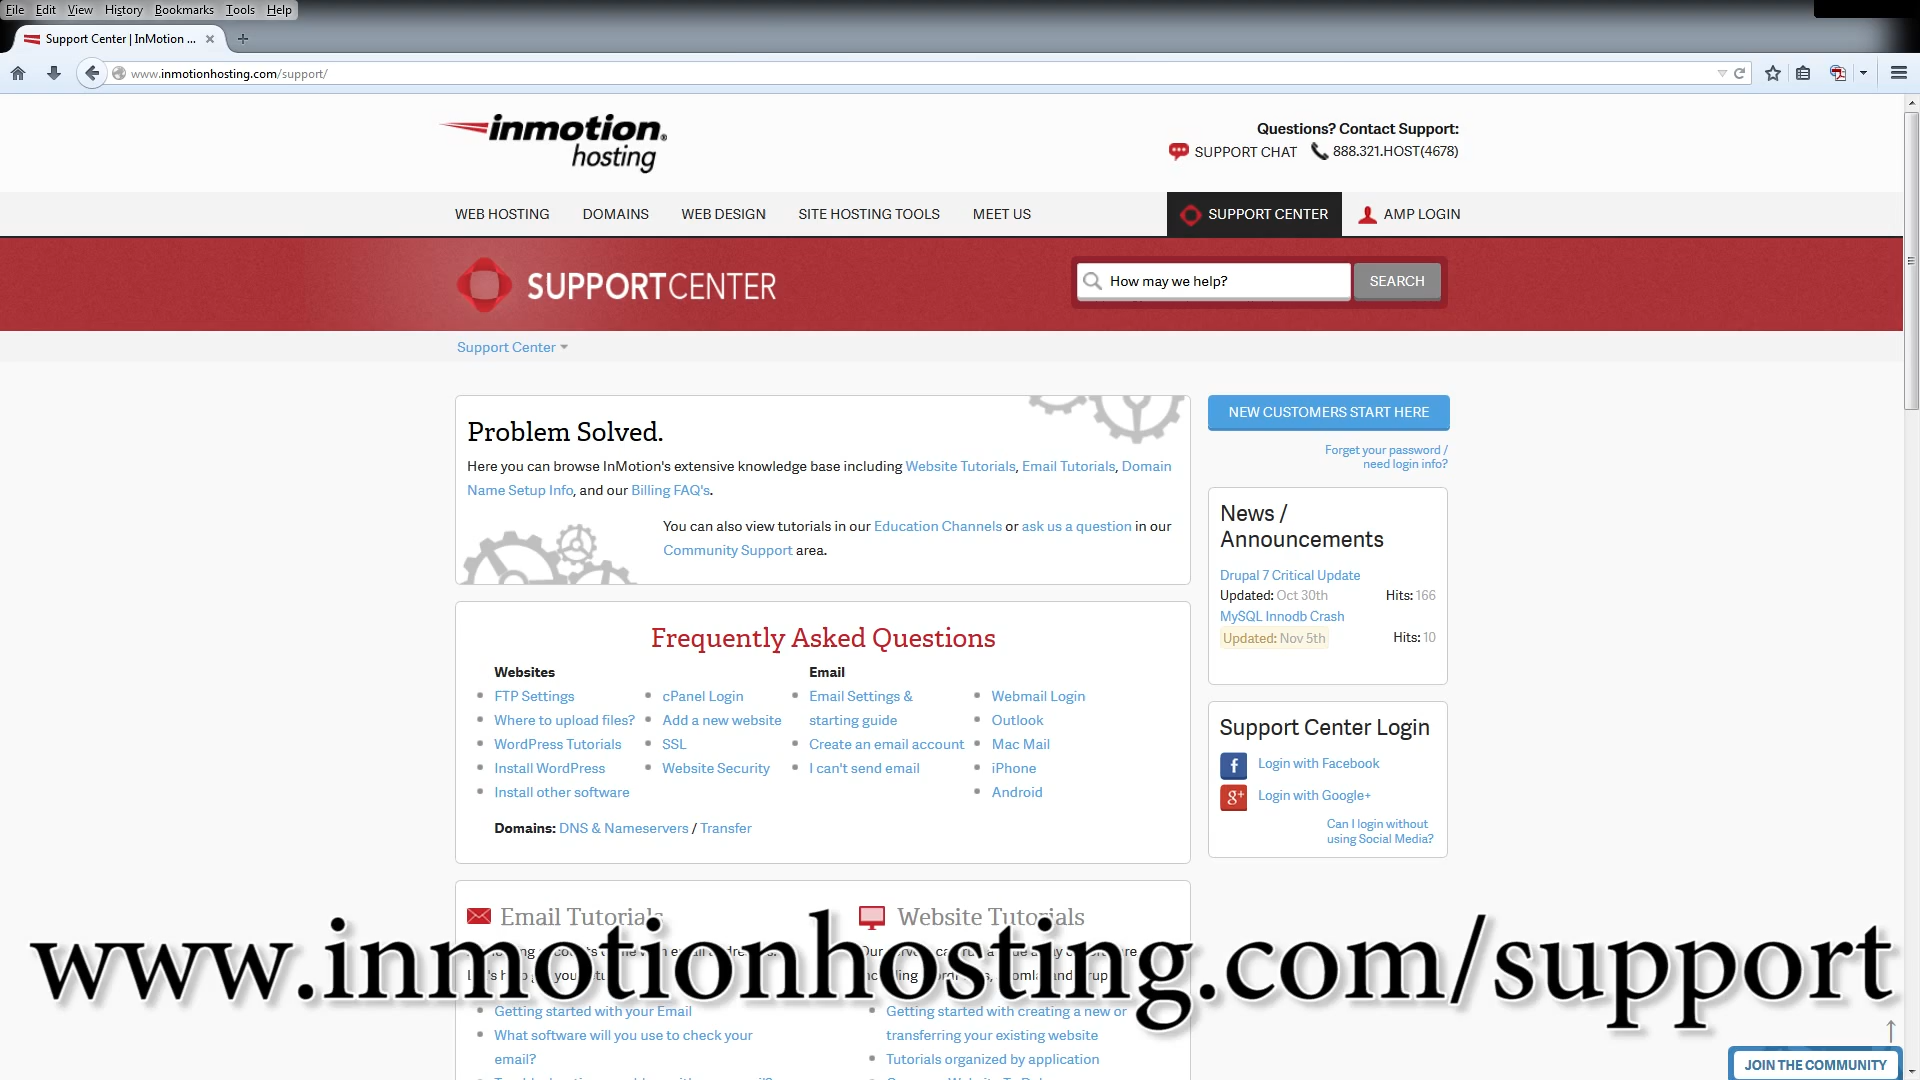 File Edit View History Bookmarks Tools Help
Support Center | InMotion ...
www.inmotionhosting.com/support/
inmotion®
hosting
Questions? Contact Support:
SUPPORT CHAT 888.321.HOST(4678)
WEB HOSTING DOMAINS WEB DESIGN SITE HOSTING TOOLS MEET US SUPPORT CENTER AMP LOGIN
SUPPORTCENTER
How may we help? SEARCH
Support Center
Problem Solved.
Here you can browse InMotion's extensive knowledge base including Website Tutorials, Email Tutorials, Domain
Name Setup Info, and our Billing FAQ's.
You can also view tutorials in our Education Channels or ask us a question in our
Community Support area.
NEW CUSTOMERS START HERE
Forget your password /
need login info?
News /
Announcements
Drupal 7 Critical Update
Updated: Oct 30th Hits: 166
MySQL Innodb Crash
Updated: Nov 5th Hits: 10
Frequently Asked Questions
Websites
FTP Settings
Where to upload files?
WordPress Tutorials
Install WordPress
Install other software
cPanel Login
Add a new website
SSL
Website Security
Email
Email Settings &
starting guide
Create an email account
I can't send email
Webmail Login
Outlook
Mac Mail
iPhone
Android
Domains: DNS & Nameservers / Transfer
Support Center Login
f Login with Facebook
g+ Login with Google+
Can I login without
using Social Media?
Email Tutorials
Website Tutorials
www.inmotionhosting.com/support
Getting started with your Email
What software will you use to check your
email?
Getting started with creating a new or
transferring your existing website
Tutorials organized by application
JOIN THE COMMUNITY